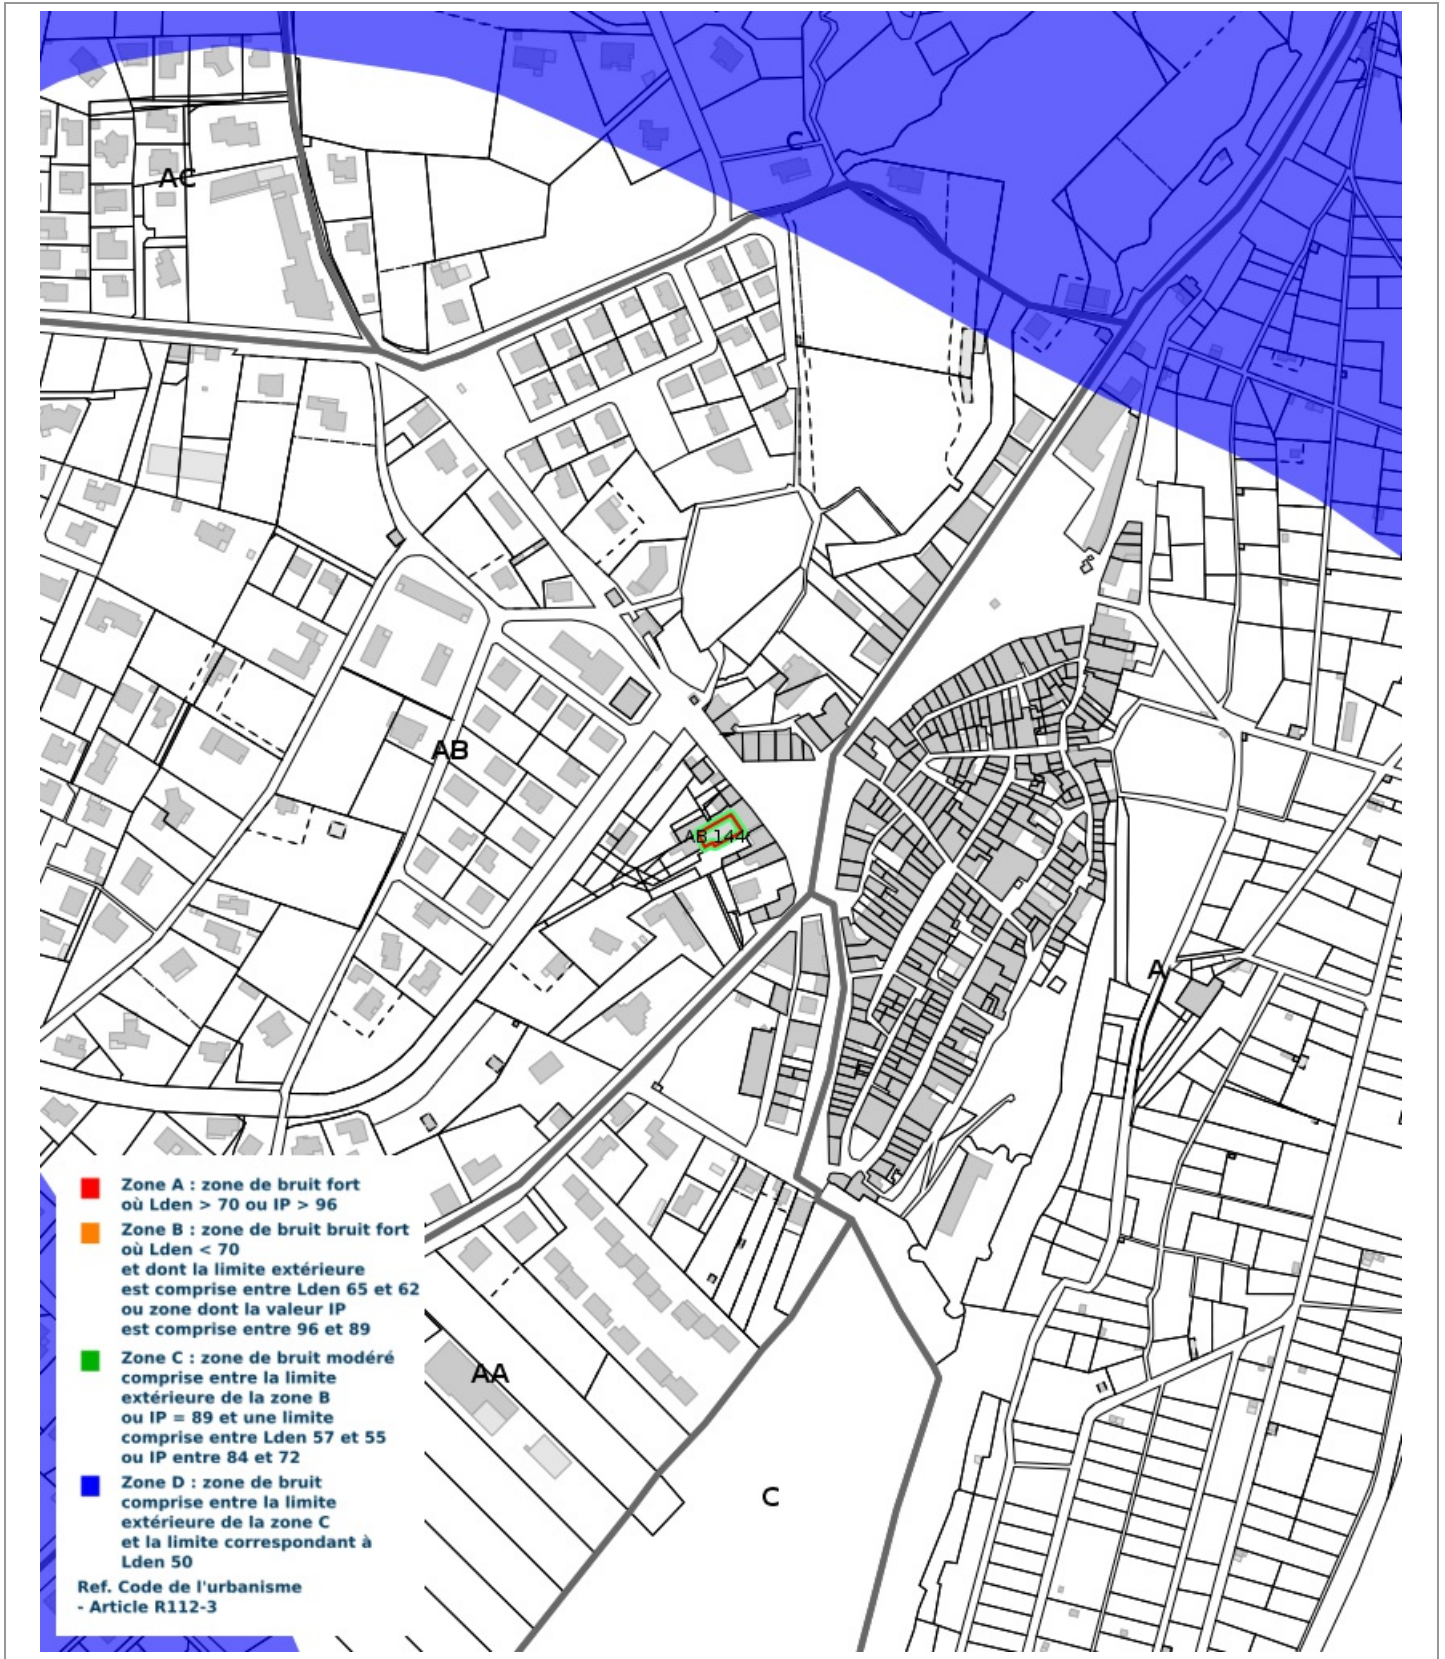 C
AC
AB
AB 144
A
Zone A : zone de bruit fort
où Lden > 70 ou IP > 96
Zone B : zone de bruit bruit fort
où Lden < 70
et dont la limite extérieure
est comprise entre Lden 65 et 62
ou zone dont la valeur IP
est comprise entre 96 et 89
Zone C : zone de bruit modéré
comprise entre la limite
extérieure de la zone B
ou IP = 89 et une limite
comprise entre Lden 57 et 55
ou IP entre 84 et 72
Zone D : zone de bruit
comprise entre la limite
extérieure de la zone C
et la limite correspondant à
Lden 50
Ref. Code de l'urbanisme
- Article R112-3
AA
C